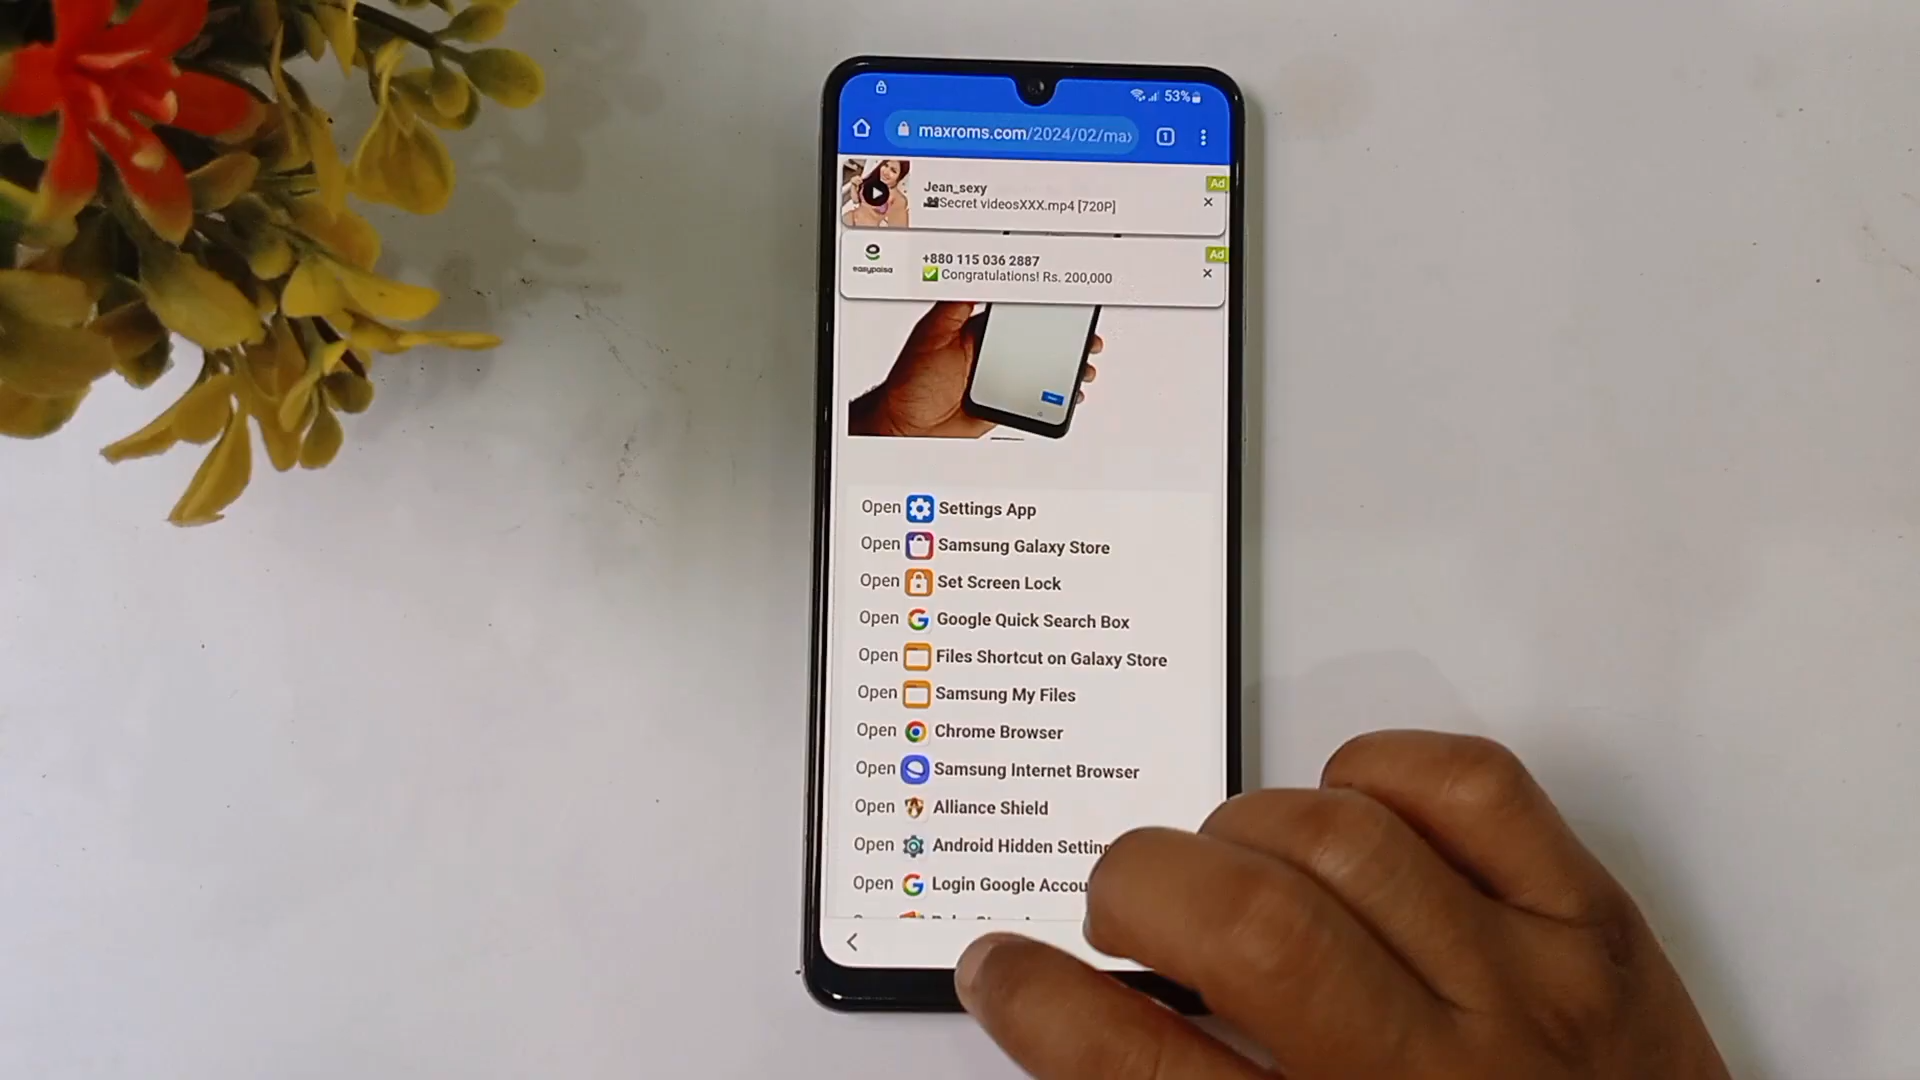 53%
maxroms.com/2024/02/max
1
Jean_sexy
Ad
Secret videosXXX.mp4 [720P]
easypaisa
+880 115 036 2887
Ad
Congratulations! Rs. 200,000
Open Settings App
Open Samsung Galaxy Store
Open Set Screen Lock
Open Google Quick Search Box
Open Files Shortcut on Galaxy Store
Open Samsung My Files
Open Chrome Browser
Open Samsung Internet Browser
Open Alliance Shield
Open Android Hidden Setting
Open Login Google Accou